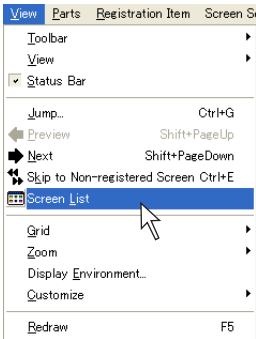 View Parts Registration Item Screen S
Toolbar
View
Status Bar
Jump... Ctrl+G
Preview Shift+PageUp
Next Shift+PageDown
Skip to Non-registered Screen Ctrl+E
Screen List
Grid
Zoom
Display Environment...
Customize
Redraw F5